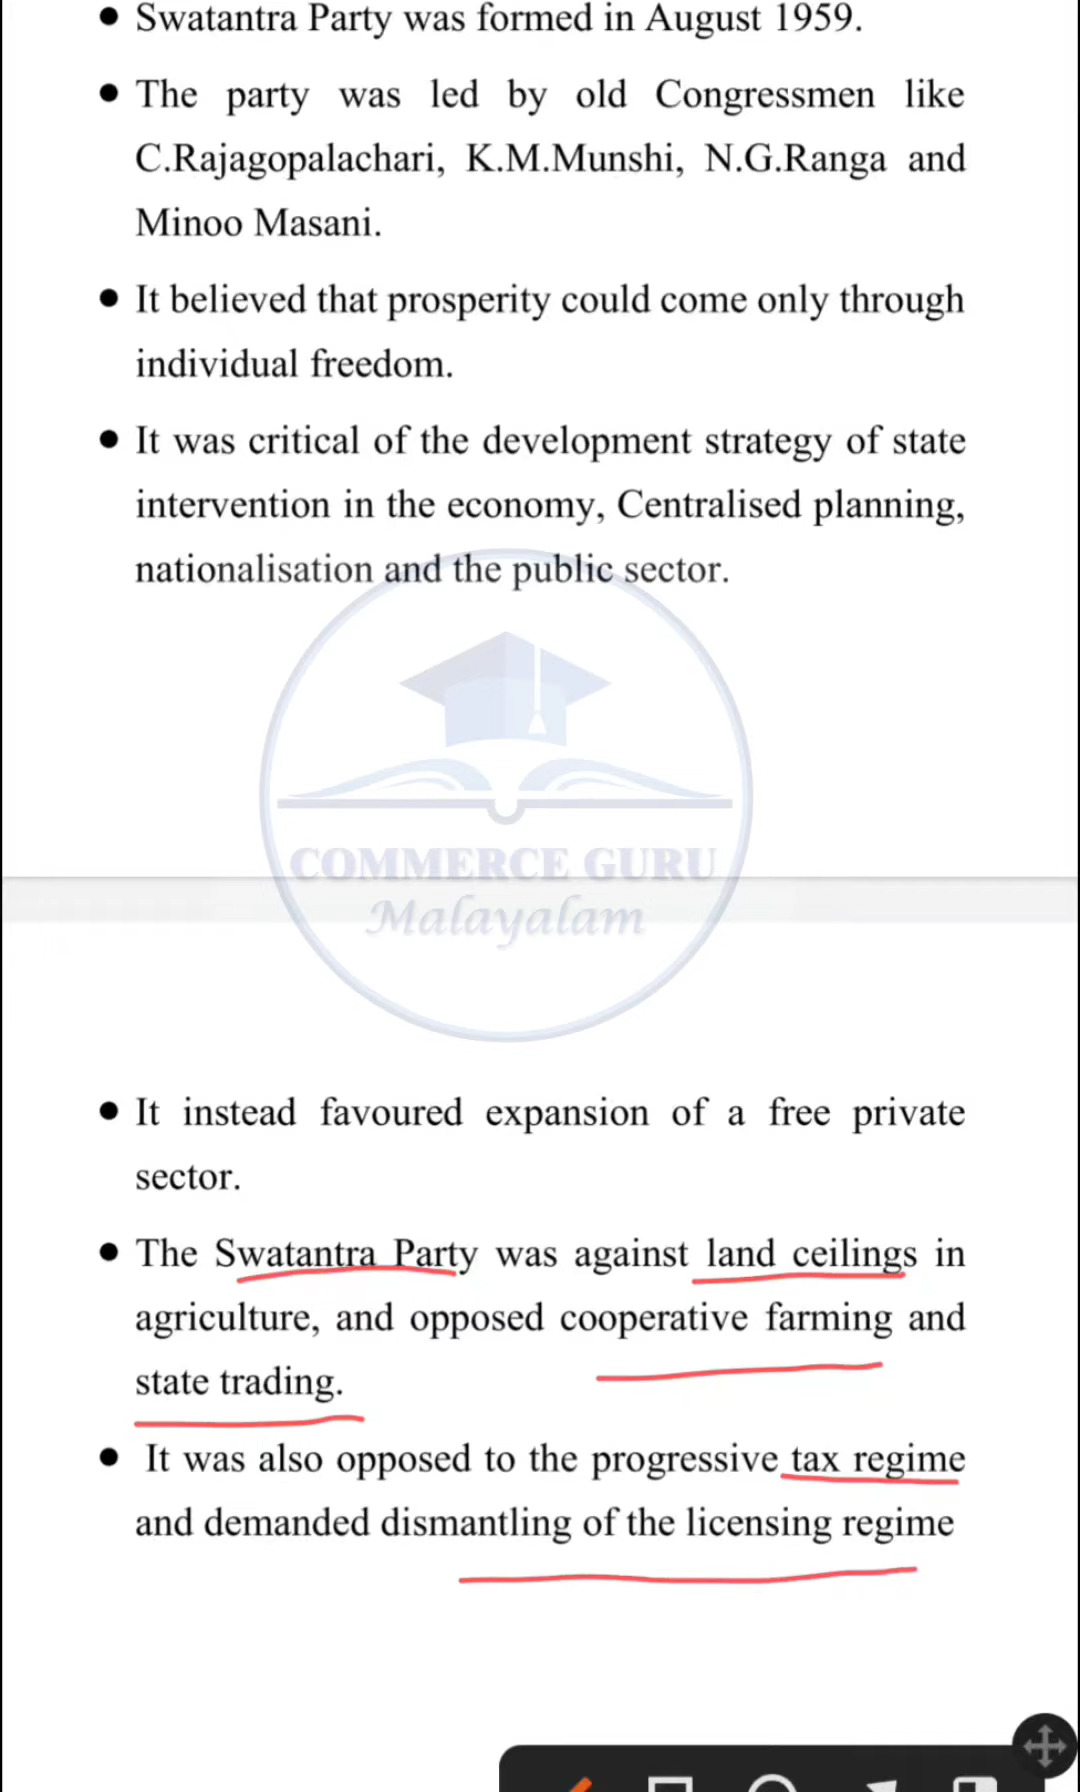 ● Swatantra Party was formed in August 1959.
● The party was led by old Congressmen like
C.Rajagopalachari, K.M.Munshi, N.G.Ranga and
Minoo Masani.
● It believed that prosperity could come only through
individual freedom.
● It was critical of the development strategy of state
intervention in the economy, Centralised planning,
nationalisation and the public sector.
COMMERCE GURU
Malayalam
● It instead favoured expansion of a free private
sector.
● The Swatantra Party was against land ceilings in
agriculture, and opposed cooperative farming and
state trading.
● It was also opposed to the progressive tax regime
and demanded dismantling of the licensing regime